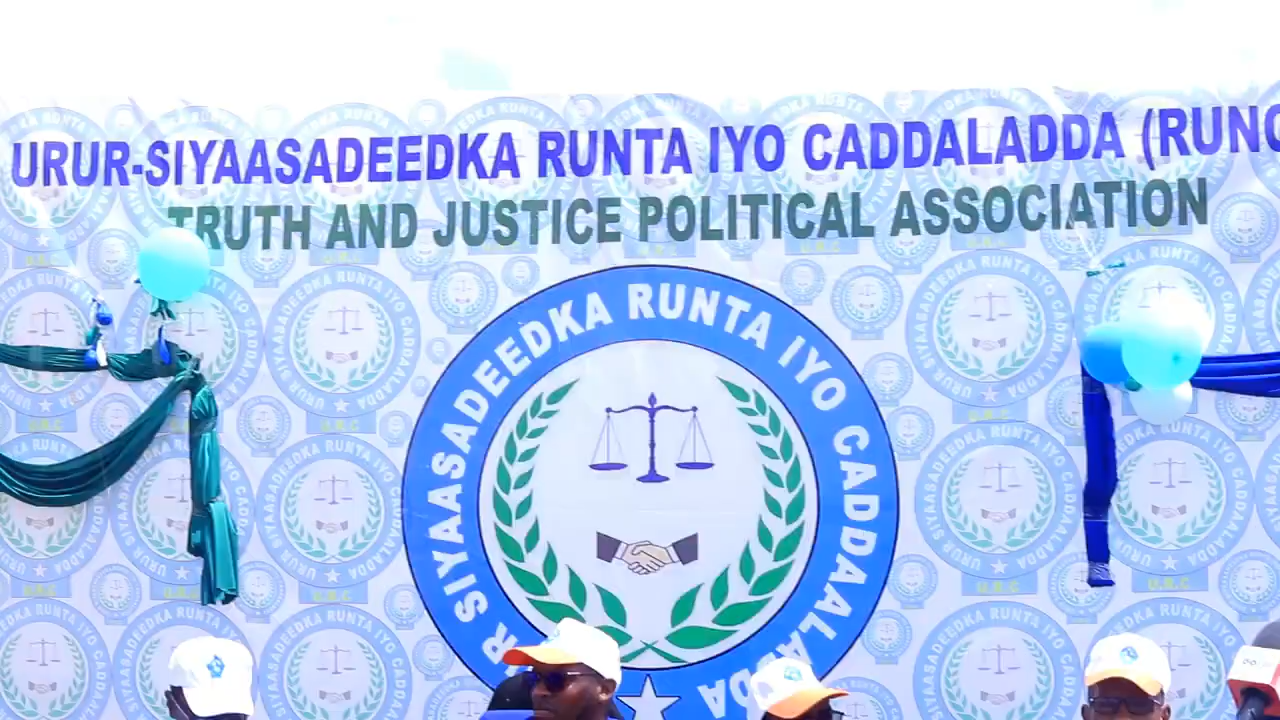 URUR-SIYAASADEEDKA RUNTA IYO CADDALADDA (RUNC
TRUTH AND JUSTICE POLITICAL ASSOCIATION
R SIYAASADEEDKA RUNTA IYO CADDAALADDA